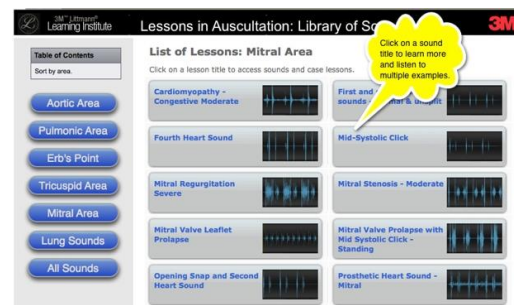 3M™ Littmann®
Learning Institute
Lessons in Auscultation: Library of So
3M
Table of Contents
Sort by area.
Aortic Area
Pulmonic Area
Erb's Point
Tricuspid Area
Mitral Area
Lung Sounds
All Sounds
List of Lessons: Mitral Area
Click on a lesson title to access sounds and case lessons.
Click on a sound
title to learn more
and listen to
multiple examples.
Cardiomyopathy -
Congestive Moderate
First and
sounds
unsplit
Fourth Heart Sound
Mid-Systolic Click
Mitral Regurgitation
Severe
Mitral Stenosis - Moderate
Mitral Valve Leaflet
Prolapse
Mitral Valve Prolapse with
Mid Systolic Click -
Standing
Opening Snap and Second
Heart Sound
Prosthetic Heart Sound -
Mitral